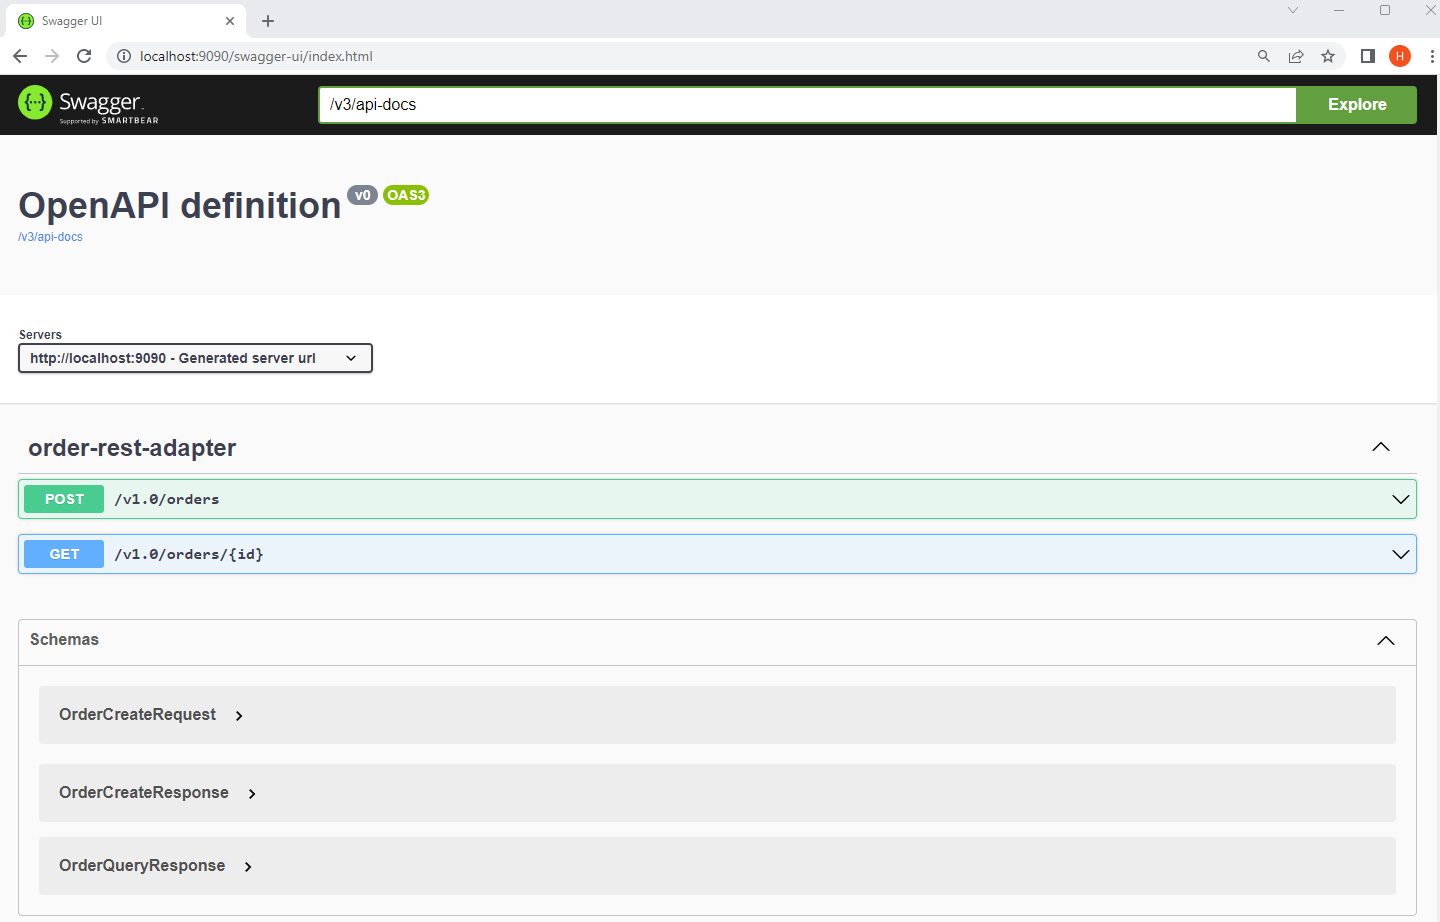 Swagger UI
localhost:9090/swagger-ui/index.html
H
Swagger
Supported by SMARTBEAR
/v3/api-docs
Explore
OpenAPI definition v0 OAS3
/v3/api-docs
Servers
http://localhost:9090 - Generated server url
order-rest-adapter
POST /v1.0/orders
GET /v1.0/orders/{id}
Schemas
OrderCreateRequest
OrderCreateResponse
OrderQueryResponse